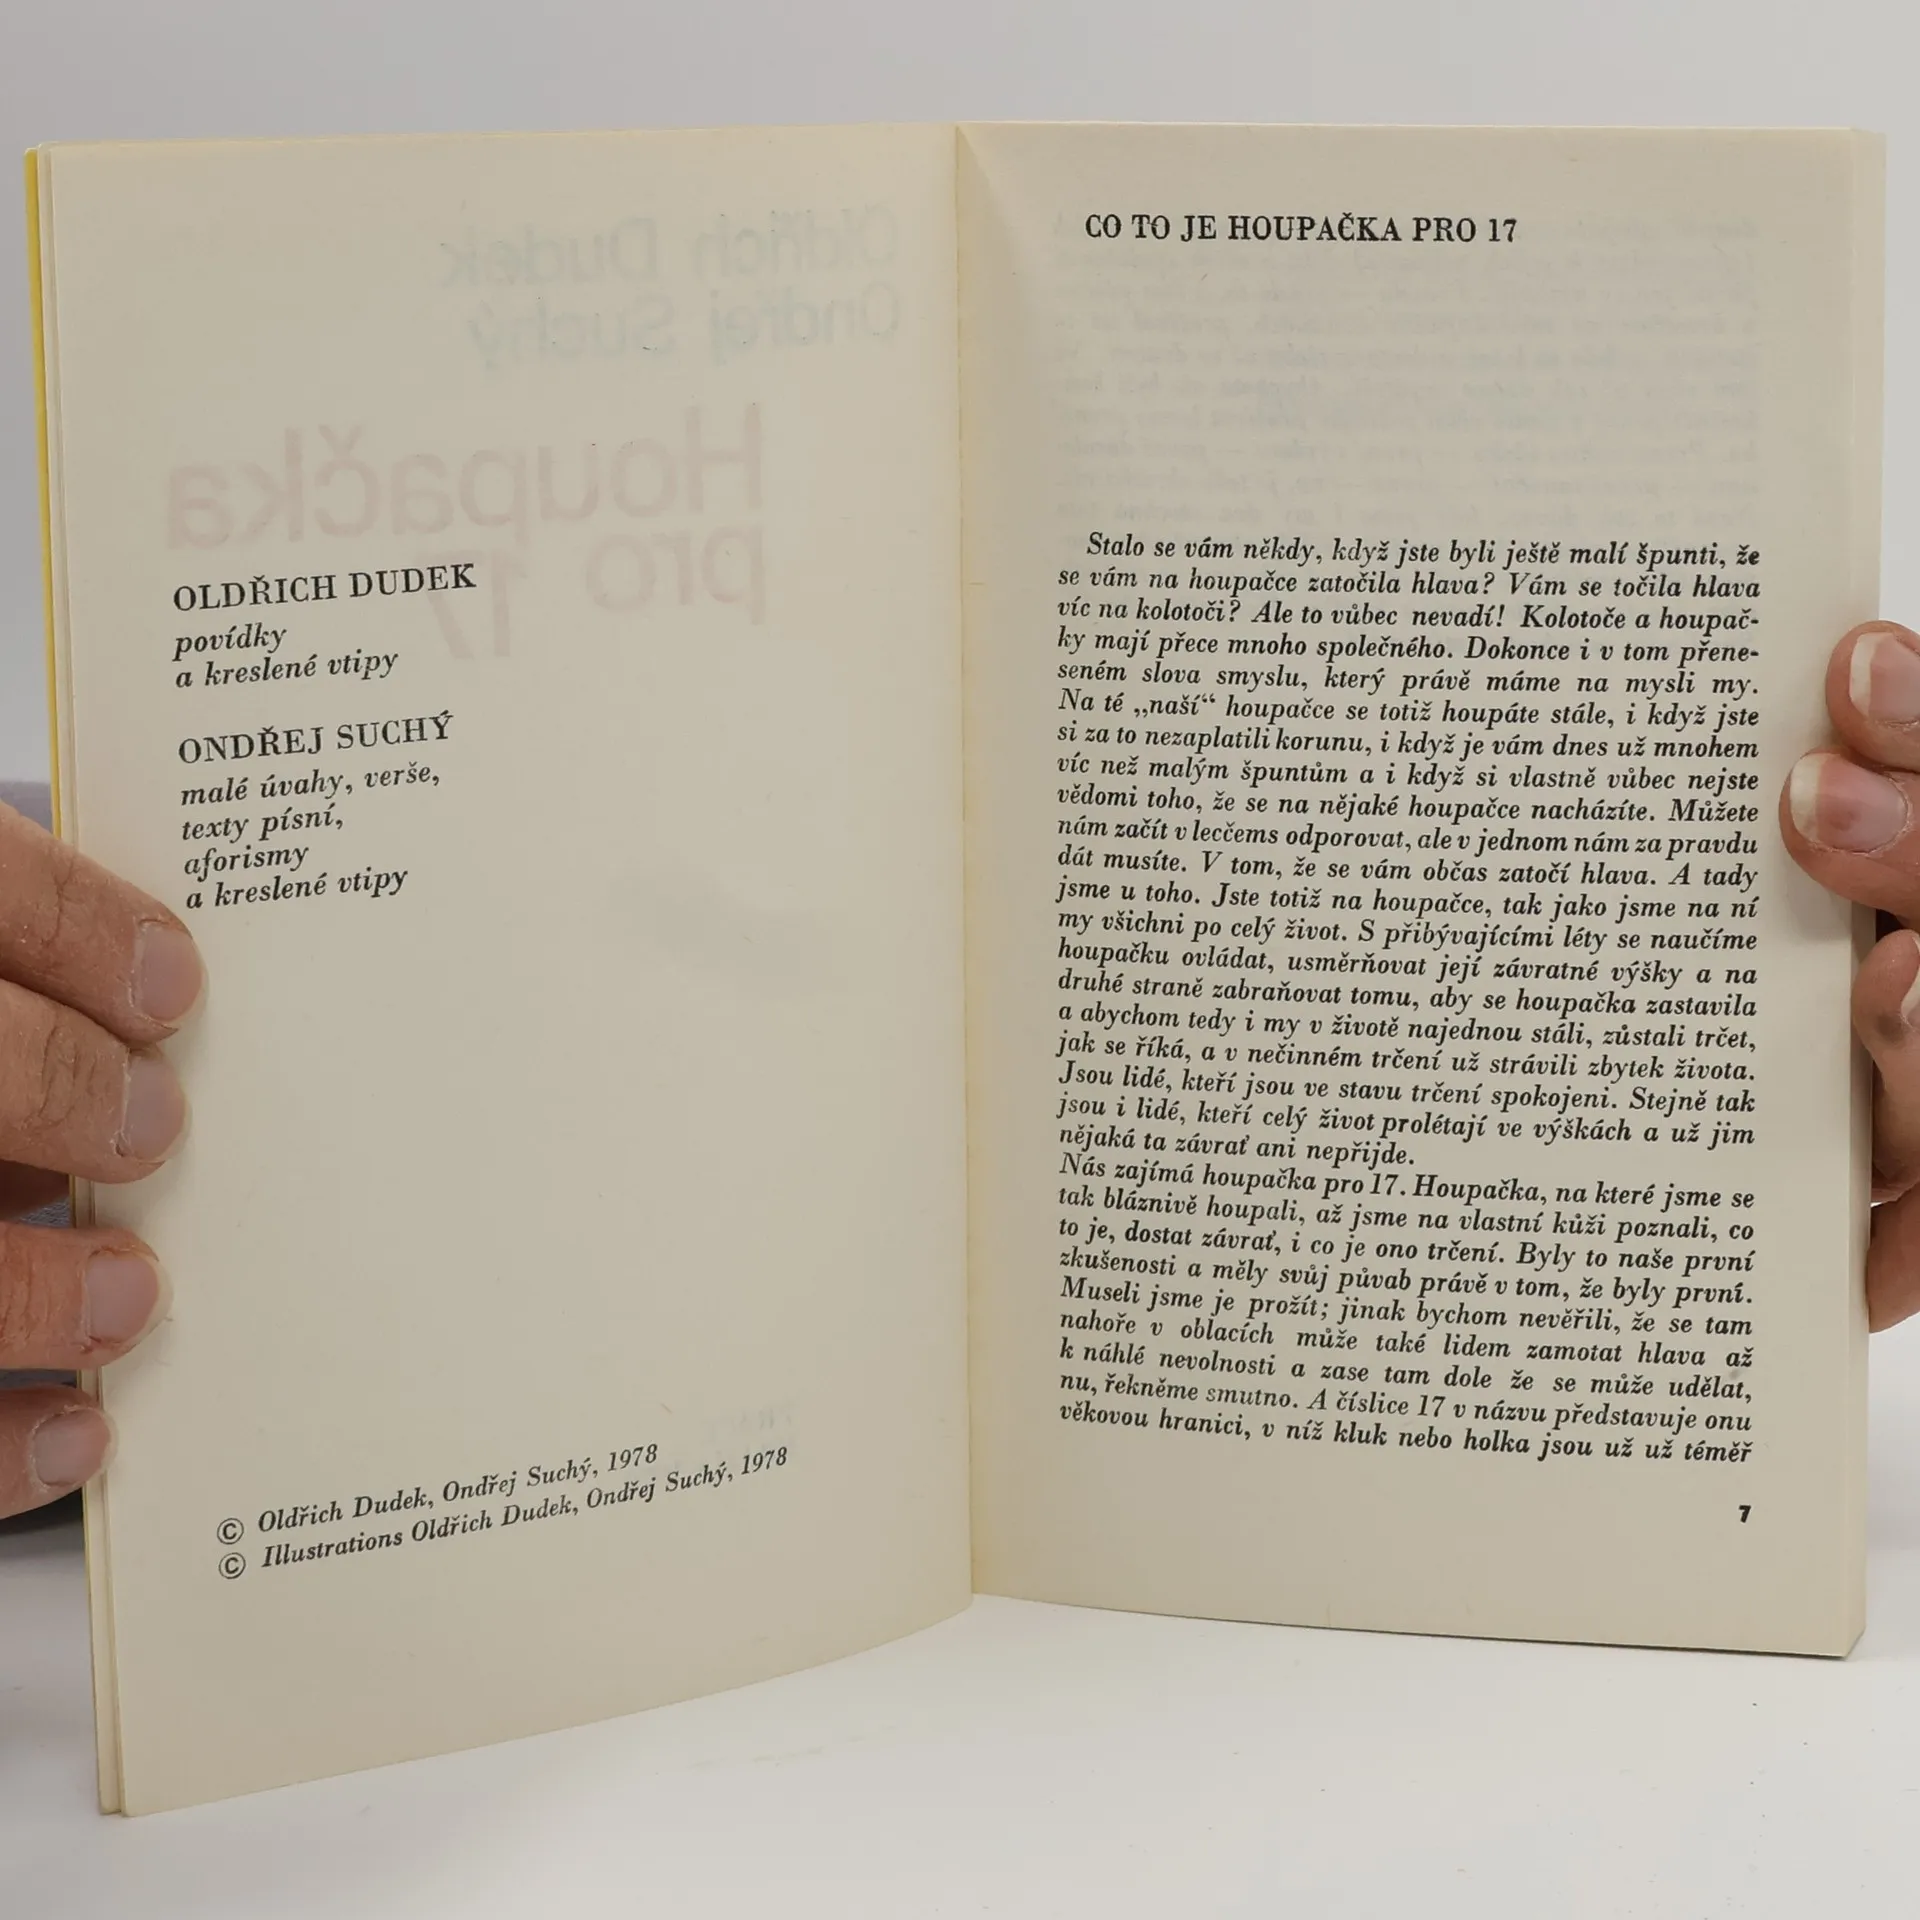 OLDŘICH DUDEK
povídky
a kreslené vtipy
ONDŘEJ SUCHÝ
malé úvahy, verše,
texty písní,
aforismy
a kreslené vtipy
© Oldřich Dudek, Ondřej Suchý, 1978
© Illustrations Oldřich Dudek, Ondřej Suchý, 1978
CO TO JE HOUPAČKA PRO 17
Stalo se vám někdy, když jste byli ještě malí špunti, že
se vám na houpačce zatočila hlava? Vám se točila hlava
víc na kolotoči? Ale to vůbec nevadí! Kolotoče a houpač-
ky mají přece mnoho společného. Dokonce i v tom přene-
seném slova smyslu, který právě máme na mysli my.
Na té „naší“ houpačce se totiž houpáte stále, i když jste
si za to nezaplatili korunu, i když je vám dnes už mnohem
víc než malým špuntům a i když si vlastně vůbec nejste
vědomi toho, že se na nějaké houpačce nacházíte. Můžete
nám začít v lecčems odporovat, ale v jednom nám za pravdu
dát musíte. V tom, že se vám občas zatočí hlava. A tady
jsme u toho. Jste totiž na houpačce, tak jako jsme na ní
my všichni po celý život. S přibývajícími léty se naučíme
houpačku ovládat, usměrňovat její závratné výšky a na
druhé straně zabraňovat tomu, aby se houpačka zastavila
a abychom tedy i my v životě najednou stáli, zůstali trčet,
jak se říká, a v nečinném trčení už strávili zbytek života.
Jsou lidé, kteří jsou ve stavu trčení spokojeni. Stejně tak
jsou i lidé, kteří celý život prolétají ve výškách a už jim
nějaká ta závrať ani nepřijde.
Nás zajímá houpačka pro 17. Houpačka, na které jsme se
tak bláznivě houpali, až jsme na vlastní kůži poznali, co
to je, dostat závrať, i co je ono trčení. Byly to naše první
zkušenosti a měly svůj půvab právě v tom, že byly první.
Museli jsme je prožít; jinak bychom nevěřili, že se tam
nahoře v oblacích může také lidem zamotat hlava až
k náhlé nevolnosti a zase tam dole že se může udělat,
nu, řekněme smutno. A číslice 17 v názvu představuje onu
věkovou hranici, v níž kluk nebo holka jsou už už téměř
7